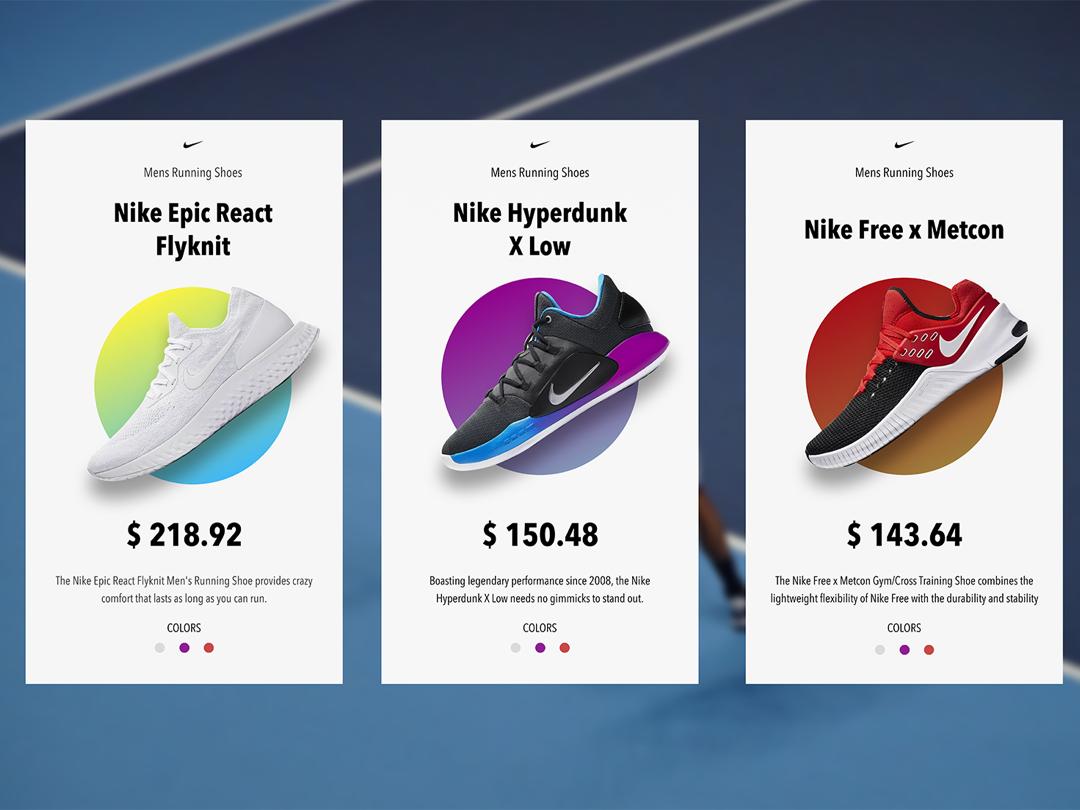 Mens Running Shoes
Nike Epic React
Flyknit
$ 218.92
The Nike Epic React Flyknit Men's Running Shoe provides crazy
comfort that lasts as long as you can run.
COLORS
Mens Running Shoes
Nike Hyperdunk
X Low
$ 150.48
Boasting legendary performance since 2008, the Nike
Hyperdunk X Low needs no gimmicks to stand out.
COLORS
Mens Running Shoes
Nike Free x Metcon
$ 143.64
The Nike Free x Metcon Gym/Cross Training Shoe combines the
lightweight flexibility of Nike Free with the durability and stability
COLORS